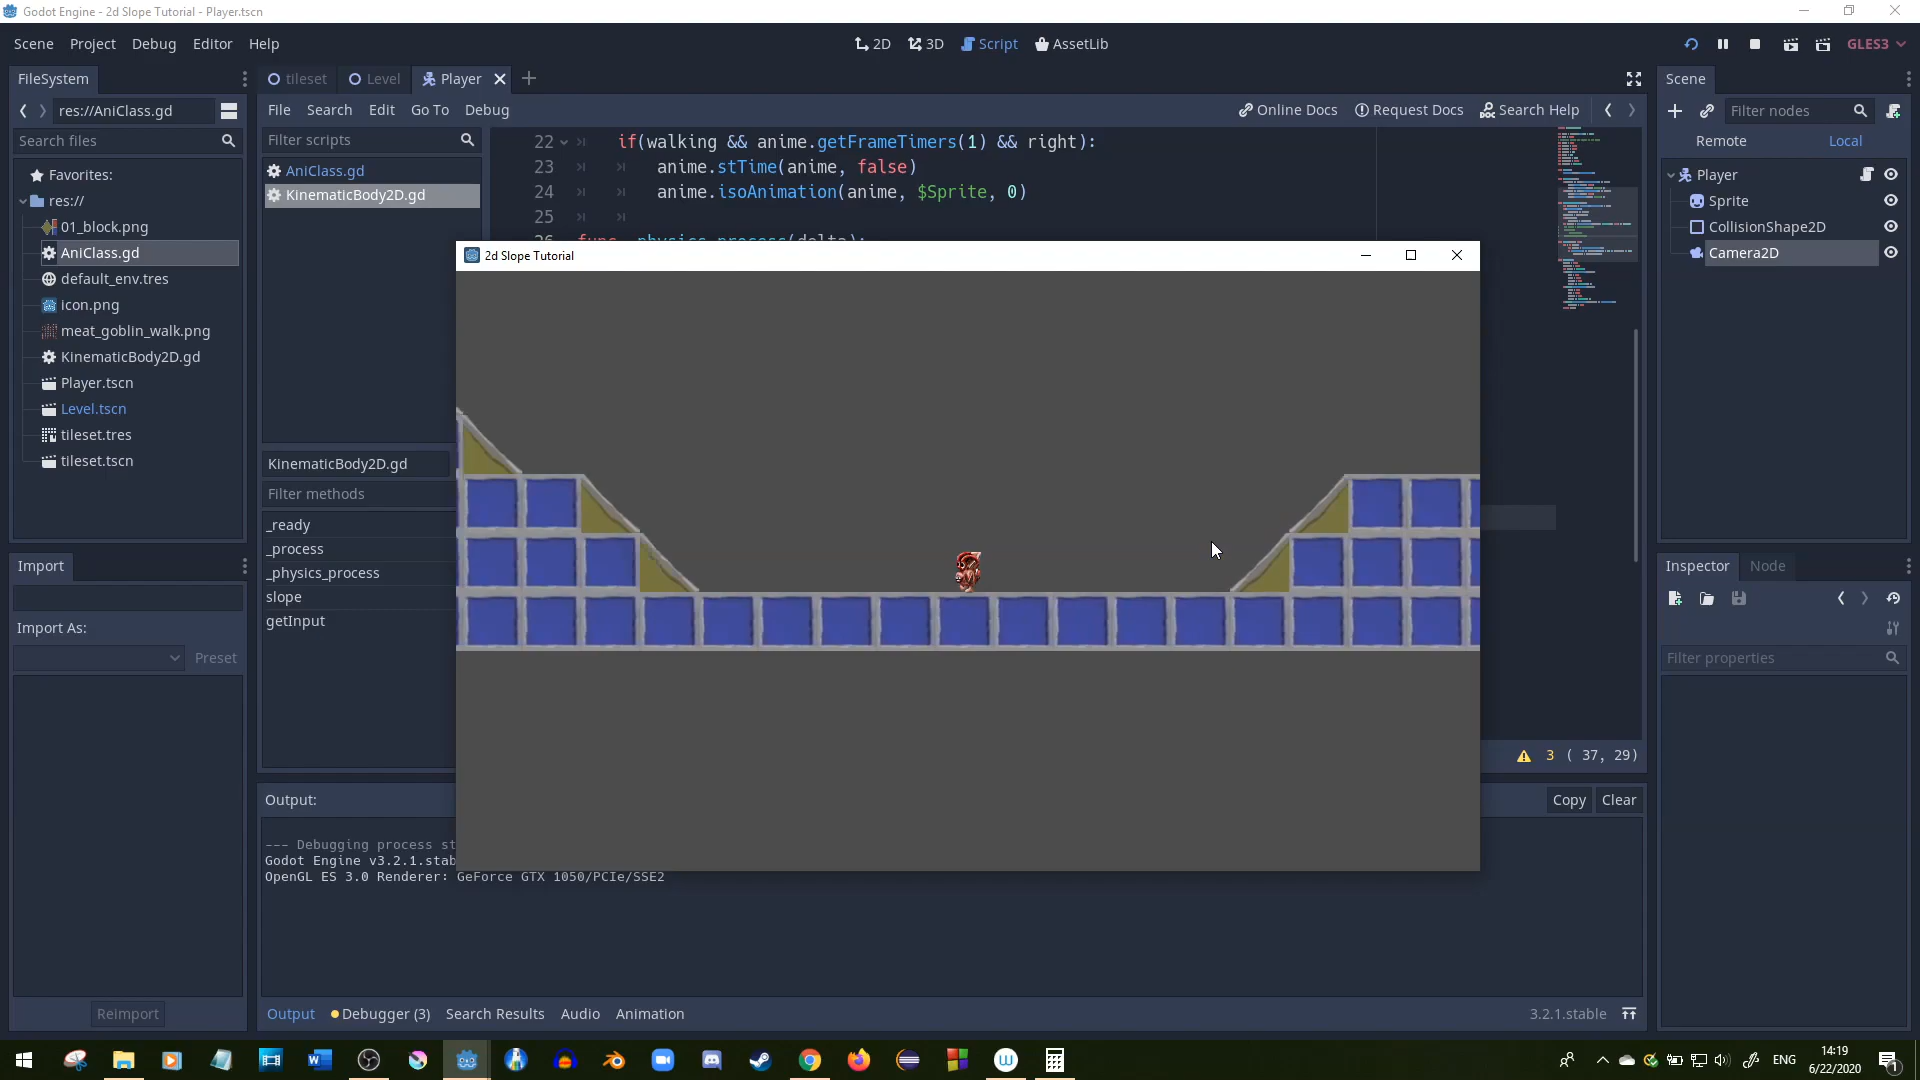 Godot Engine - 2d Slope Tutorial - Player.tscn
Scene Project Debug Editor Help
2D 3D Script AssetLib
GLES3
FileSystem
res://AniClass.gd
Search files
Favorites:
res://
01_block.png
AniClass.gd
default_env.tres
icon.png
meat_goblin_walk.png
KinematicBody2D.gd
Player.tscn
Level.tscn
tileset.tres
tileset.tscn
Import
Import As:
Preset
Reimport
tileset Level Player
File Search Edit Go To Debug
Online Docs Request Docs Search Help
Filter scripts
AniClass.gd
KinematicBody2D.gd
KinematicBody2D.gd
Filter methods
_ready
_process
_physics_process
slope
getInput
22 if(walking && anime.getFrameTimers(1) && right):
23 anime.stTime(anime, false)
24 anime.isoAnimation(anime, $Sprite, 0)
25
26 func _physics_process(delta):
2d Slope Tutorial
3 ( 37, 29)
Output:
Copy Clear
--- Debugging process st
Godot Engine v3.2.1.stab
OpenGL ES 3.0 Renderer: GeForce GTX 1050/PCIe/SSE2
Output Debugger (3) Search Results Audio Animation
3.2.1.stable
Scene
Filter nodes
Remote Local
Player
Sprite
CollisionShape2D
Camera2D
Inspector Node
Filter properties
ENG
14:19
6/22/2020
1